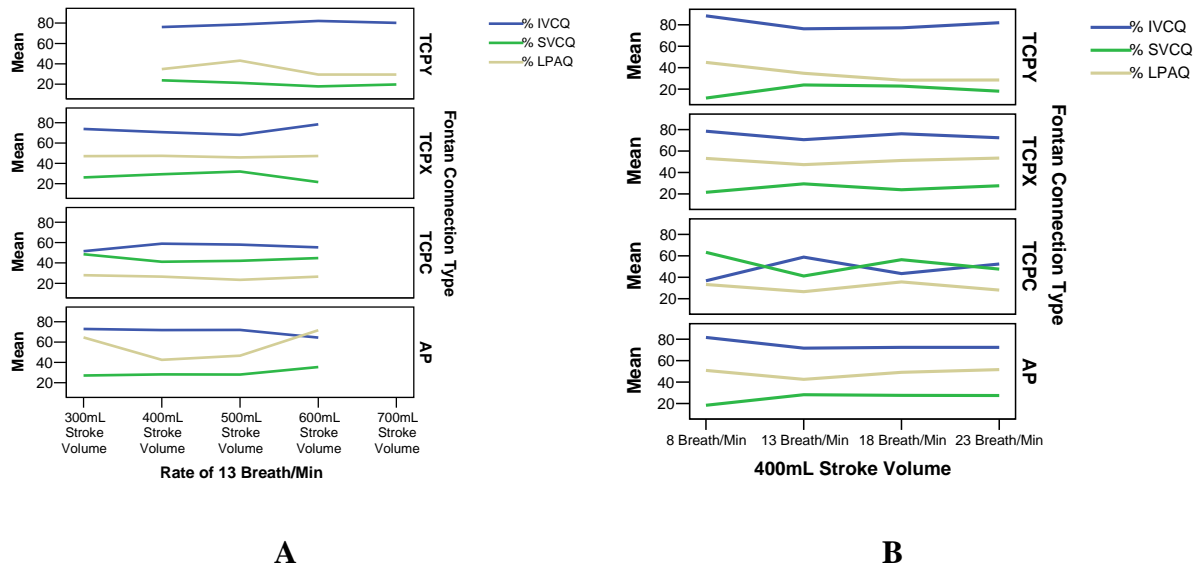 % IVCQ
% SVCQ
% LPAQ
Mean
80
60
40
20
TCPY
Mean
80
60
40
20
TCPX
Mean
80
60
40
20
TCPC
Mean
80
60
40
20
AP
Fontan Connection Type
300mL Stroke Volume
400mL Stroke Volume
500mL Stroke Volume
600mL Stroke Volume
700mL Stroke Volume
Rate of 13 Breath/Min
A
% IVCQ
% SVCQ
% LPAQ
Mean
80
60
40
20
TCPY
Mean
80
60
40
20
TCPX
Mean
80
60
40
20
TCPC
Mean
80
60
40
20
AP
Fontan Connection Type
8 Breath/Min
13 Breath/Min
18 Breath/Min
23 Breath/Min
400mL Stroke Volume
B